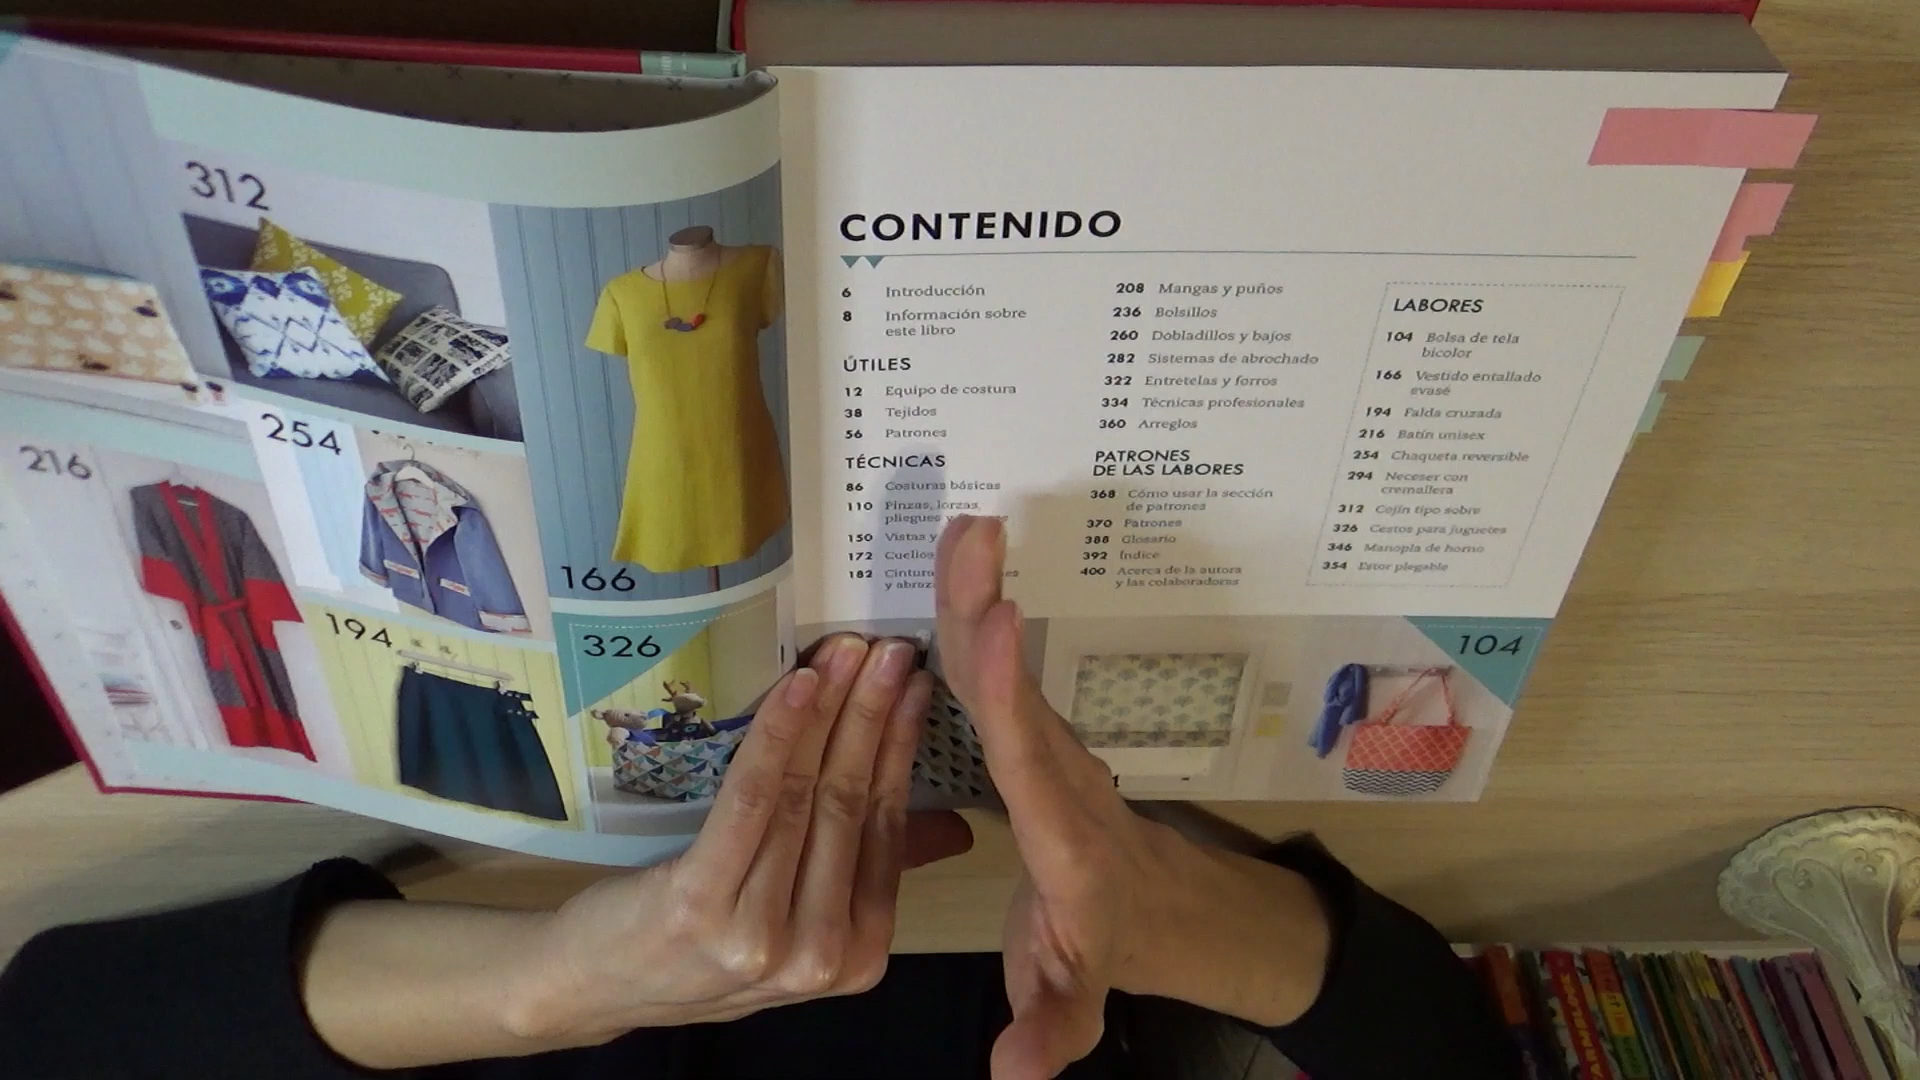 312
254
216
166
194
326
CONTENIDO
6 Introducción
8 Información sobre
este libro
ÚTILES
12 Equipo de costura
38 Tejidos
56 Patrones
TÉCNICAS
86 Costuras básicas
110 Pinzas, lorzas,
pliegues y
150 Vistas y
172 Cuellos
182
y
208 Mangas y puños
236 Bolsillos
260 Dobladillos y bajos
282 Sistemas de abrochado
322 Entretelas y forros
334 Técnicas profesionales
360 Arreglos
PATRONES
DE LAS LABORES
368 Cómo usar la sección
de patrones
370 Patrones
388 Glosario
392 Índice
400 Acerca de la autora
y las colaboradoras
LABORES
104 Bolsa de tela
bicolor
166 Vestido entallado
evasé
194 Falda cruzada
216 Batín unisex
254 Chaqueta reversible
294 Neceser con
cremallera
312 Cojín tipo sobre
326 Cestos para juguetes
346 Manopla de horno
354 Estor plegable
104